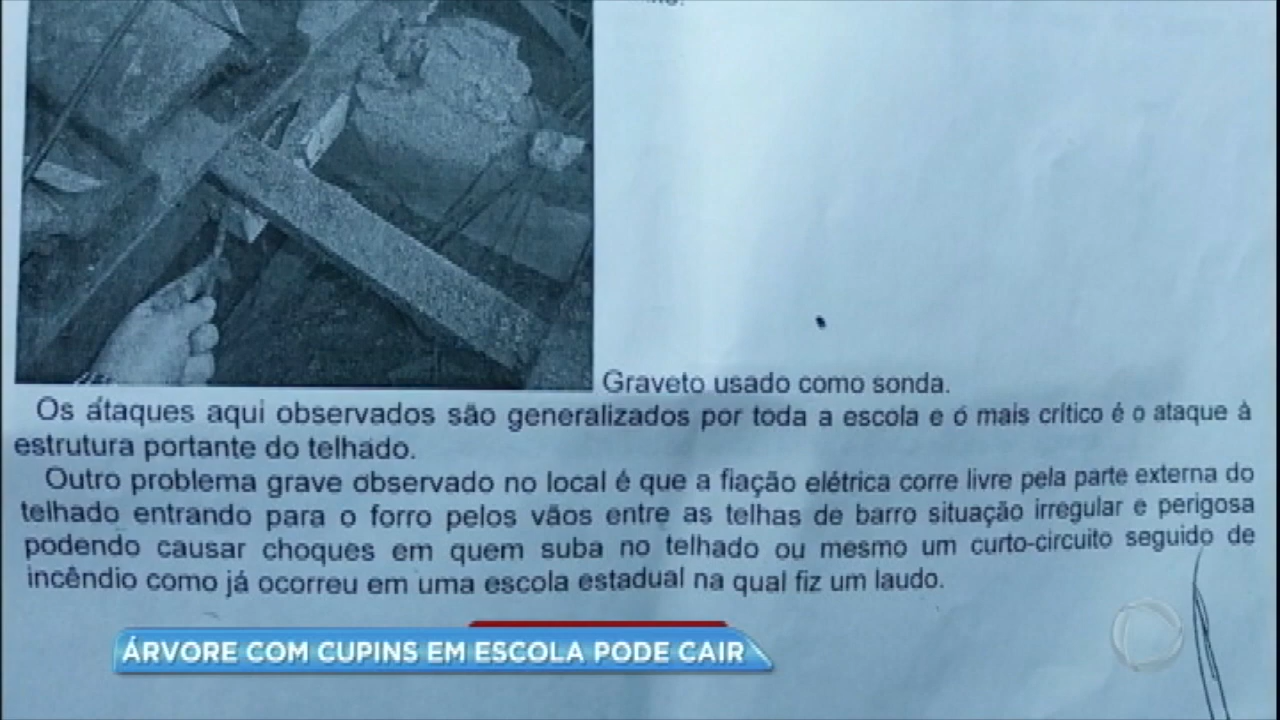 Graveto usado como sonda.
Os átaques aqui observados são generalizados por toda a escola e o mais crítico é o ataque à
estrutura portante do telhado.
Outro problema grave observado no local é que a fiação elétrica corre livre pela parte externa do
telhado entrando para o forro pelos vãos entre as telhas de barro situação irregular e perigosa
podendo causar choques em quem suba no telhado ou mesmo um curto-circuito seguido de
incêndio como já ocorreu em uma escola estadual na qual fiz um laudo.
ÁRVORE COM CUPINS EM ESCOLA PODE CAIR